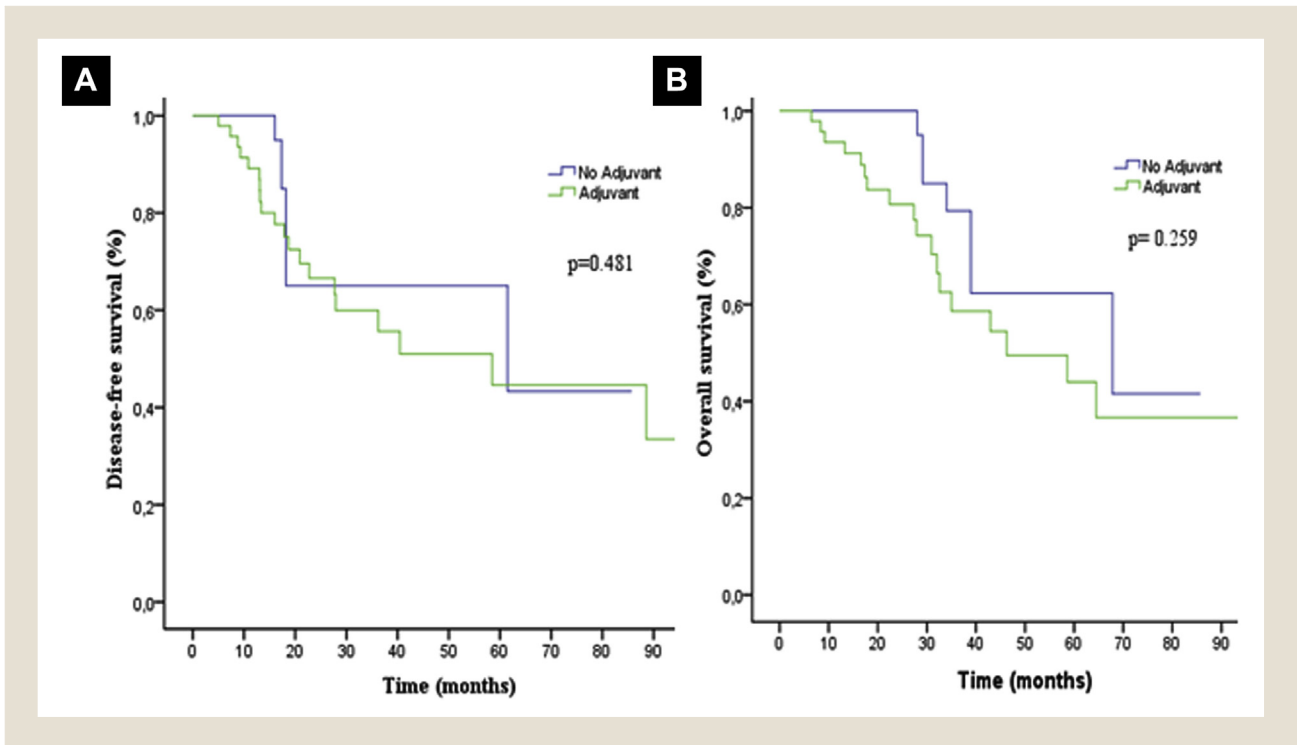 A
Disease-free survival (%)
1,0
0,8
0,6
0,4
0,2
0,0
No Adjuvant
Adjuvant
p=0.481
0 10 20 30 40 50 60 70 80 90
Time (months)
B
Overall survival (%)
1,0
0,8
0,6
0,4
0,2
0,0
No Adjuvant
Adjuvant
p= 0.259
0 10 20 30 40 50 60 70 80 90
Time (months)